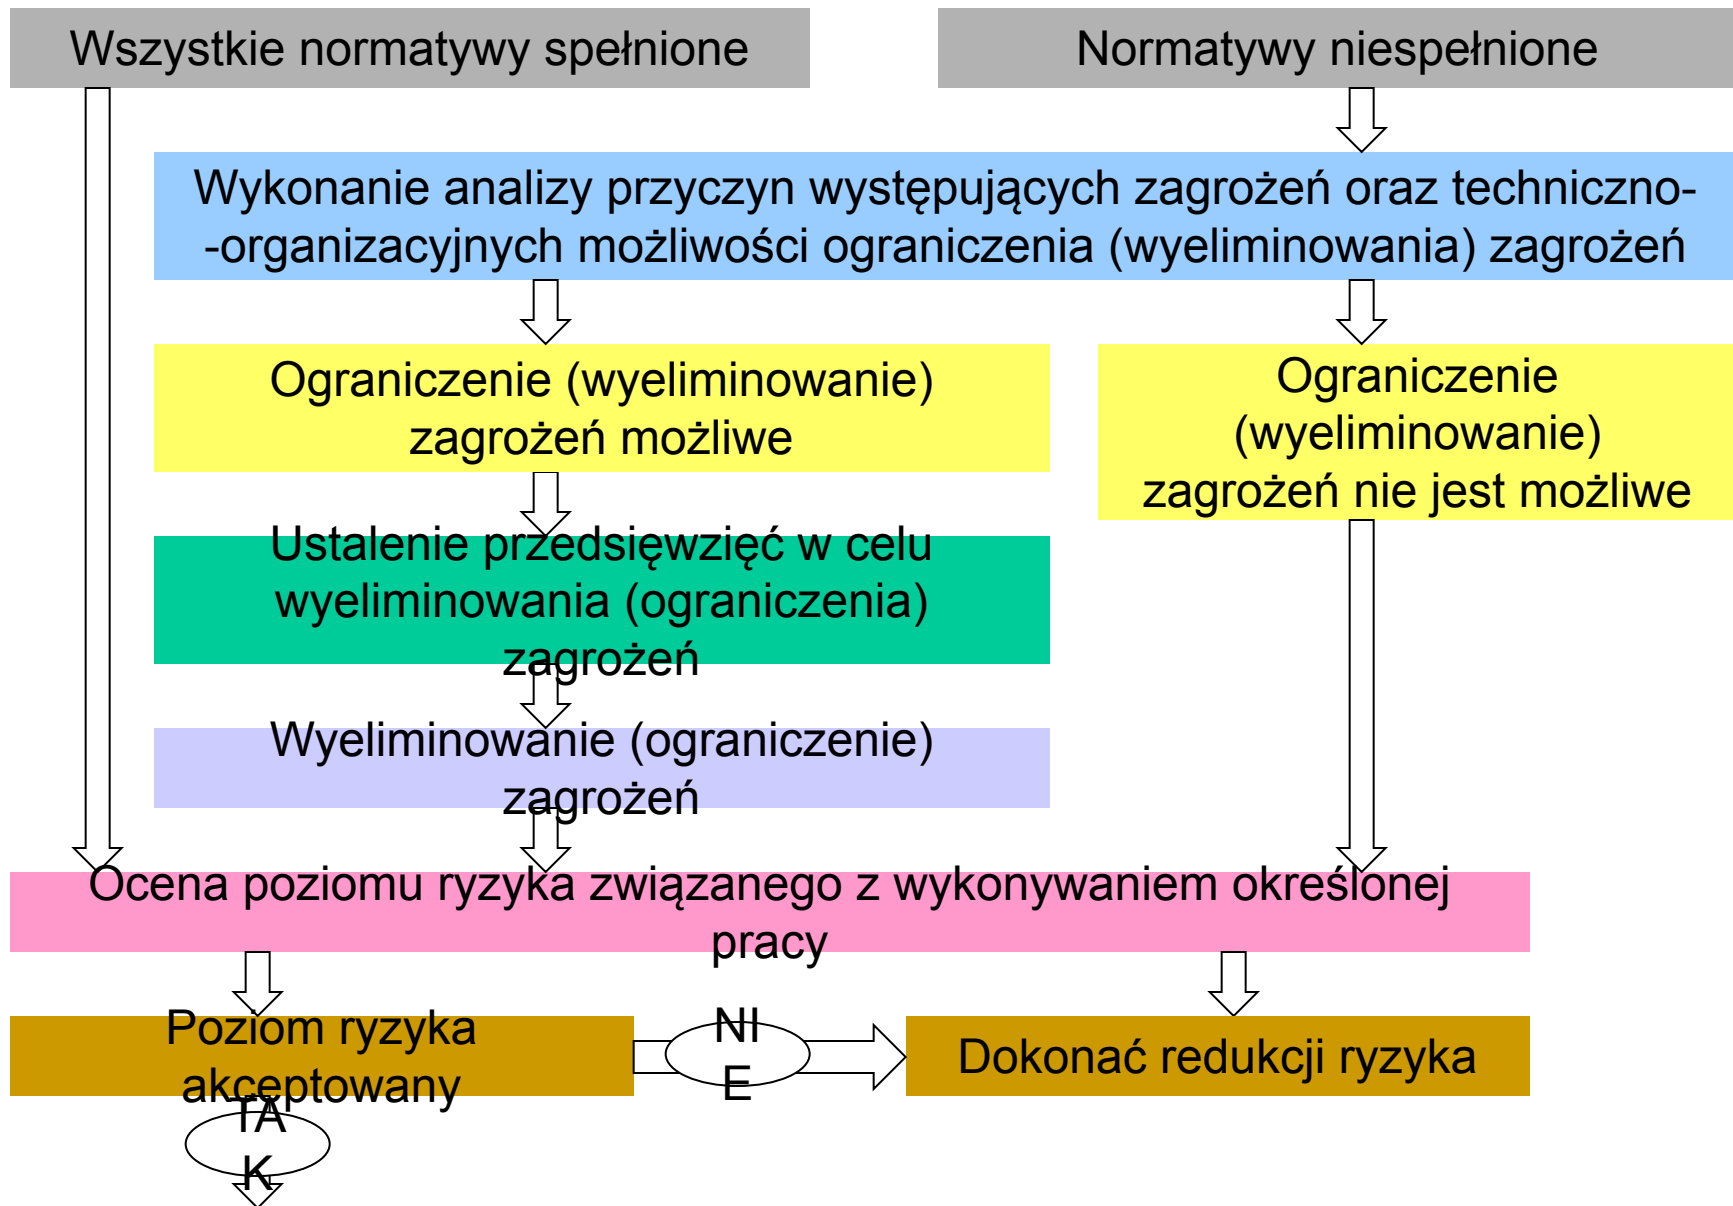 Wszystkie normatywy spełnione
Normatywy niespełnione
Wykonanie analizy przyczyn występujących zagrożeń oraz techniczno-
-organizacyjnych możliwości ograniczenia (wyeliminowania) zagrożeń
Ograniczenie (wyeliminowanie)
zagrożeń możliwe
Ograniczenie
(wyeliminowanie)
zagrożeń nie jest możliwe
Ustalenie przedsięwzięć w celu
wyeliminowania (ograniczenia)
zagrożeń
Wyeliminowanie (ograniczenie)
zagrożeń
Ocena poziomu ryzyka związanego z wykonywaniem określonej
pracy
Poziom ryzyka
akceptowany
NI
E
Dokonać redukcji ryzyka
TA
K